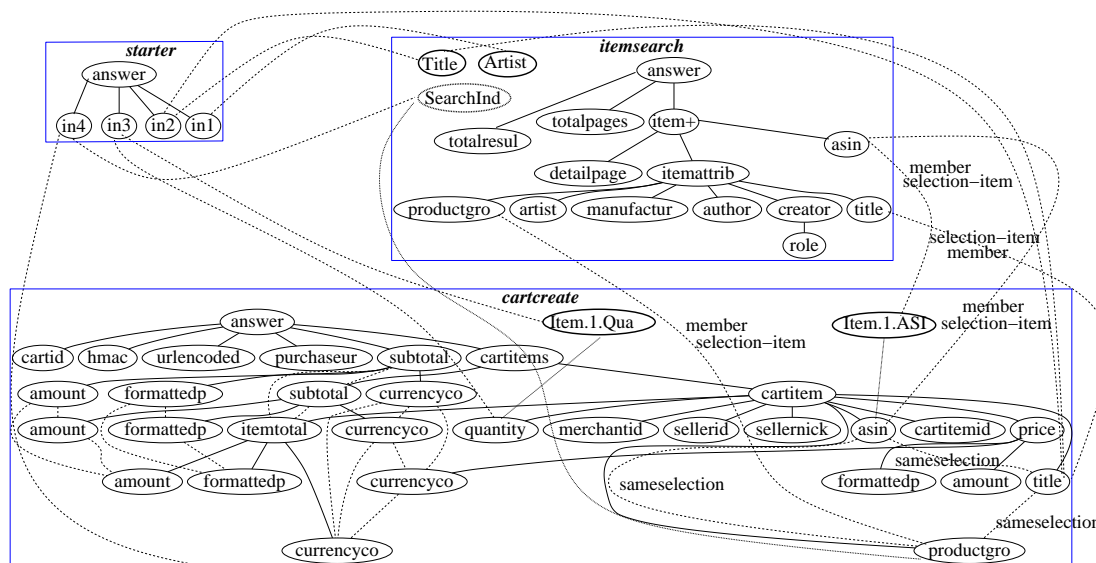 starter
itemsearch
Title
Artist
answer
answer
SearchInd
in4
in3
in2
in1
totalpages
item+
totalresul
asin
detailpage
itemattrib
member
selection-item
productgro
artist
manufactur
author
creator
title
role
selection-item
member
cartcreate
answer
Item.1.Qua
Item.1.ASI
member
selection-item
member
selection-item
cartid
hmac
urlencoded
purchaseur
subtotal
cartitems
amount
formattedp
subtotal
currencyco
cartitem
amount
formattedp
itemtotal
currencyco
quantity
merchantid
sellerid
sellernick
asin
cartitemid
price
sameselection
amount
formattedp
currencyco
sameselection
formattedp
amount
title
sameselection
currencyco
productgro